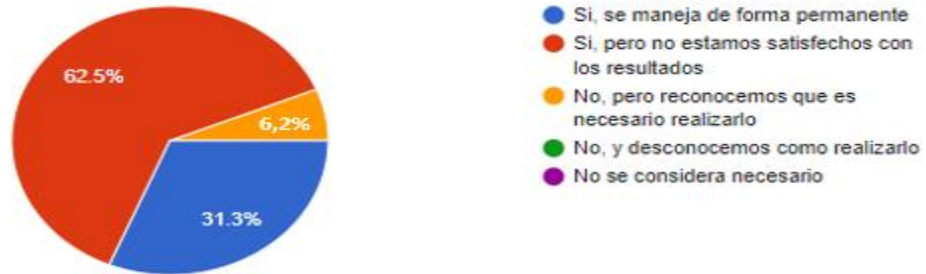 62.5%
6,2%
31.3%
Si, se maneja de forma permanente
Si, pero no estamos satisfechos con
los resultados
No, pero reconocemos que es
necesario realizarlo
No, y desconocemos como realizarlo
No se considera necesario